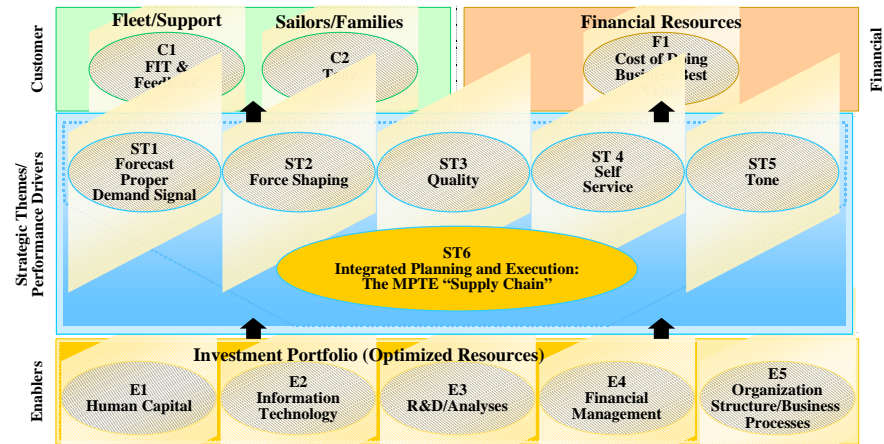 Fleet/Support
Sailors/Families
Financial Resources
Customer
Financial
C1
FIT &
C2
F1
Cost of Doing
Business Best
Strategic Themes/
Performance Drivers
ST1
Forecast
Proper
Demand Signal
ST2
Force Shaping
ST3
Quality
ST 4
Self
Service
ST5
Tone
ST6
Integrated Planning and Execution:
The MPTE “Supply Chain”
Enablers
Investment Portfolio (Optimized Resources)
E1
Human Capital
E2
Information
Technology
E3
R&D/Analyses
E4
Financial
Management
E5
Organization
Structure/Business
Processes